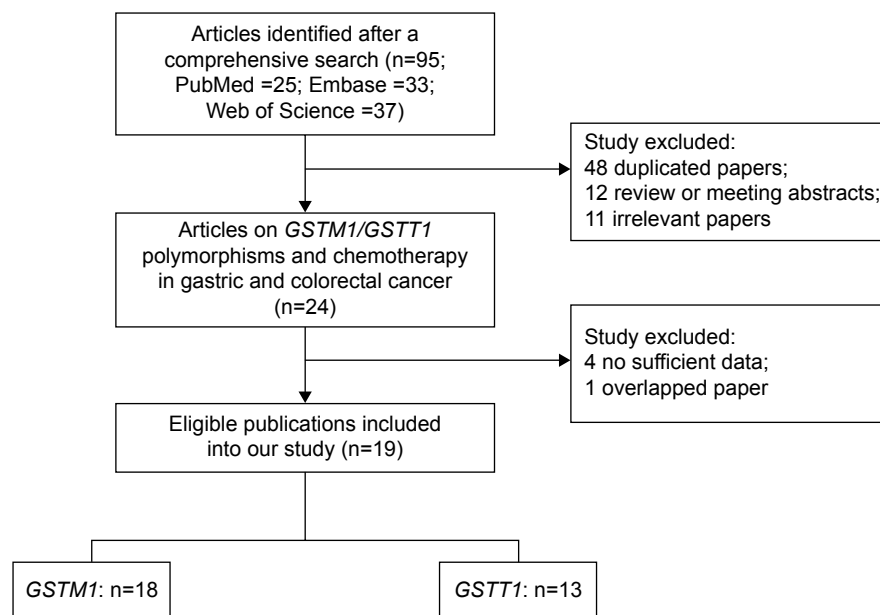 Articles identified after a
comprehensive search (n=95;
PubMed =25; Embase =33;
Web of Science =37)
Study excluded:
48 duplicated papers;
12 review or meeting abstracts;
11 irrelevant papers
Articles on GSTM1/GSTT1
polymorphisms and chemotherapy
in gastric and colorectal cancer
(n=24)
Study excluded:
4 no sufficient data;
1 overlapped paper
Eligible publications included
into our study (n=19)
GSTM1: n=18
GSTT1: n=13